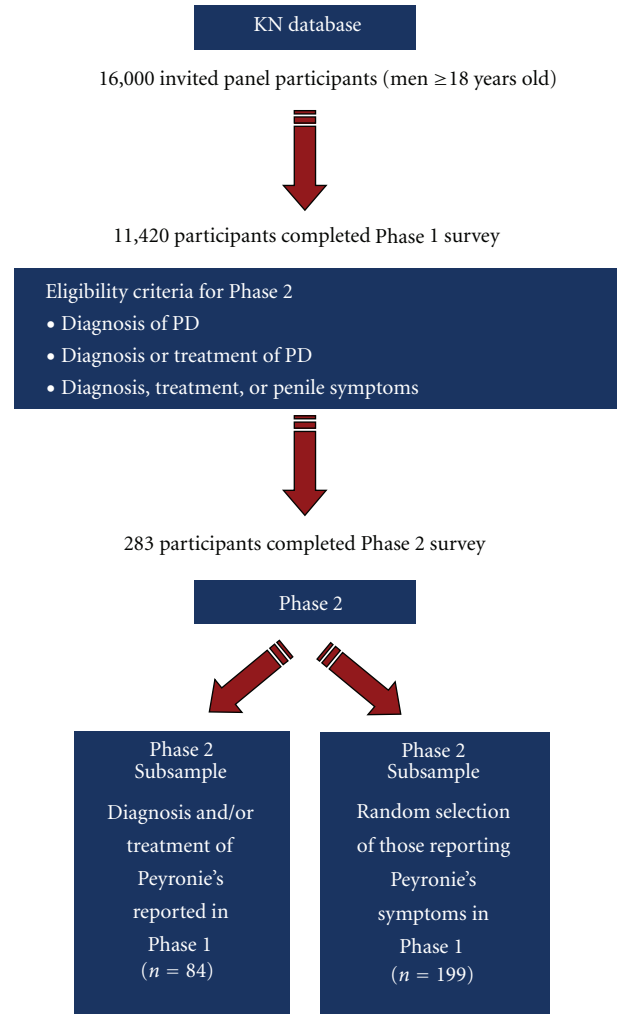 KN database
16,000 invited panel participants (men ≥18 years old)
11,420 participants completed Phase 1 survey
Eligibility criteria for Phase 2
• Diagnosis of PD
• Diagnosis or treatment of PD
• Diagnosis, treatment, or penile symptoms
283 participants completed Phase 2 survey
Phase 2
Phase 2
Subsample
Diagnosis and/or
treatment of
Peyronie's
reported in
Phase 1
(n = 84)
Phase 2
Subsample
Random selection
of those reporting
Peyronie's
symptoms in
Phase 1
(n = 199)